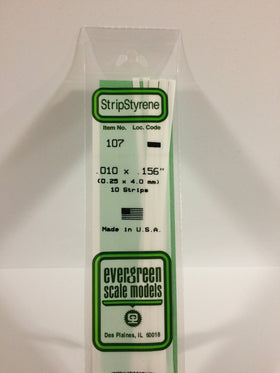 StripStyrene
Item No. Loc. Code
107
.010 x .156"
(0.25 x 4.0 mm)
10 Strips
Made in U.S.A.
evergreen
scale models
Des Plaines, IL 60018